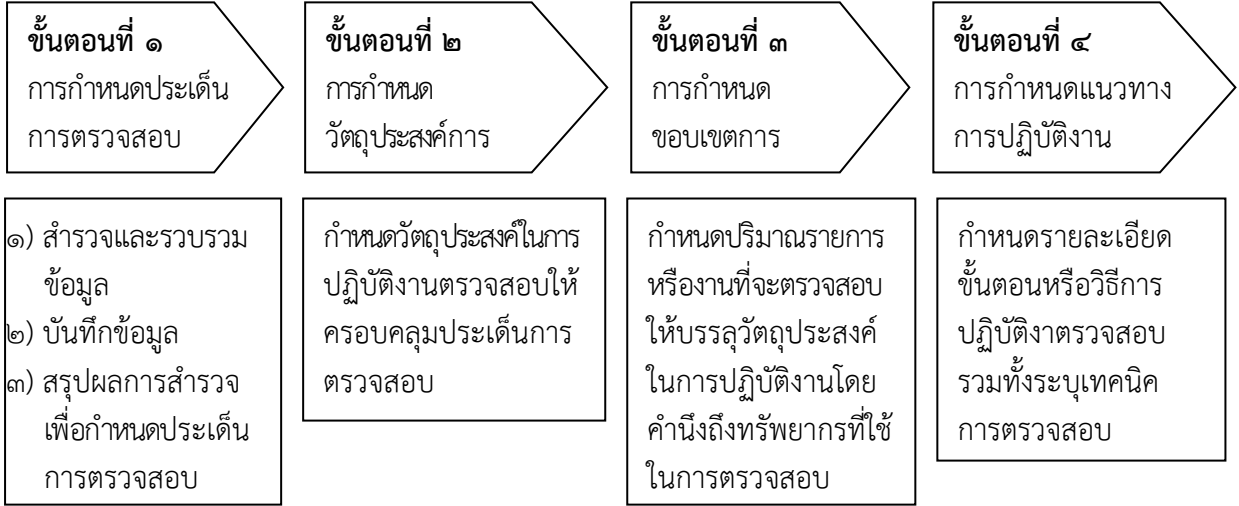 ขั้นตอนที่ ๑
การกำหนดประเด็น
การตรวจสอบ
ขั้นตอนที่ ๒
การกำหนด
วัตถุประสงค์การ
ขั้นตอนที่ ๓
การกำหนด
ขอบเขตการ
ขั้นตอนที่ ๔
การกำหนดแนวทาง
การปฏิบัติงาน
๑) สำรวจและรวบรวม
ข้อมูล
๒) บันทึกข้อมูล
๓) สรุปผลการสำรวจ
เพื่อกำหนดประเด็น
การตรวจสอบ
กำหนดวัตถุประสงค์ในการ
ปฏิบัติงานตรวจสอบให้
ครอบคลุมประเด็นการ
ตรวจสอบ
กำหนดปริมาณรายการ
หรืองานที่จะตรวจสอบ
ให้บรรลุวัตถุประสงค์
ในการปฏิบัติงานโดย
คำนึงถึงทรัพยากรที่ใช้
ในการตรวจสอบ
กำหนดรายละเอียด
ขั้นตอนหรือวิธีการ
ปฏิบัติงาตรวจสอบ
รวมทั้งระบุเทคนิค
การตรวจสอบ